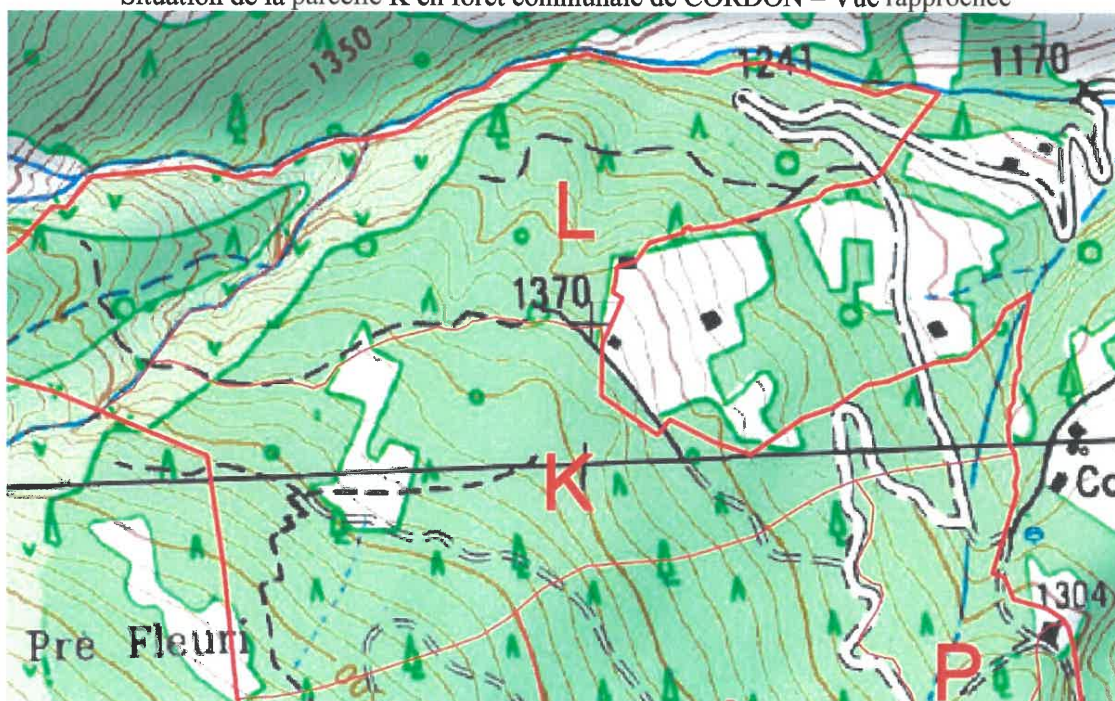 Situation de la parcelle K en forêt communale de CORDON – Vue rapprochée
1350
1241
1170
L
1370
K
Co
Pre Fleuri
1304
P